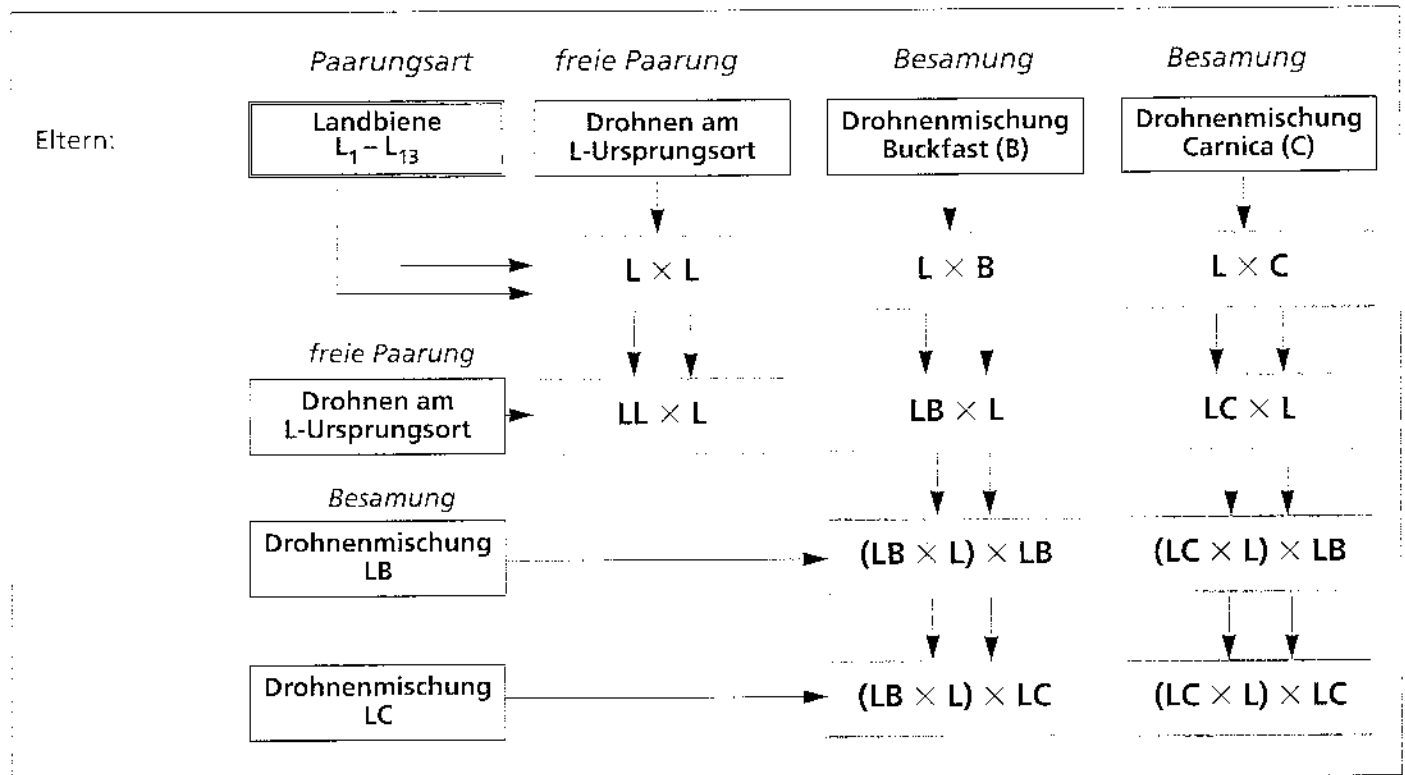 Paarungsart freie Paarung Besamung Besamung
Eltern:
Landbiene
L₁ – L₁₃
Drohnen am
L-Ursprungsort
Drohnenmischung
Buckfast (B)
Drohnenmischung
Carnica (C)
L × L L × B L × C
freie Paarung
Drohnen am
L-Ursprungsort
LL × L LB × L LC × L
Besamung
Drohnenmischung
LB
(LB × L) × LB (LC × L) × LB
Drohnenmischung
LC
(LB × L) × LC (LC × L) × LC